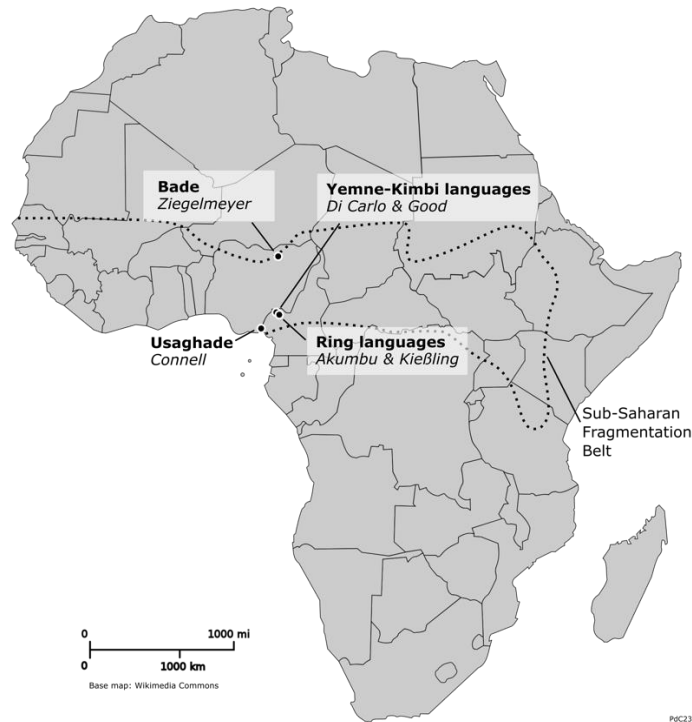 Bade
Ziegelmeyer
Yemne-Kimbi languages
Di Carlo & Good
Usaghade
Connell
Ring languages
Akumbu & Kießling
Sub-Saharan
Fragmentation
Belt
0 1000 mi
0 1000 km
Base map: Wikimedia Commons
PdC23